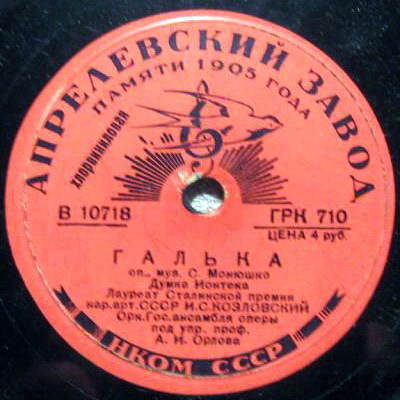 АПРЕЛЕВСКИЙ ЗАВОД
ПАМЯТИ 1905 ГОДА
хлорвиниловая
В 10718
ГРК 710
ЦЕНА 4 руб.
ГАЛЬКА
оп., муз. С. Монюшко
Думка Ионтека
Лауреат Сталинской премии
нар.арт.СССР И.С.КОЗЛОВСКИЙ
Орк.Гос.ансамбля оперы
под упр. проф.
А. И. Орлова
НКОМ СССР